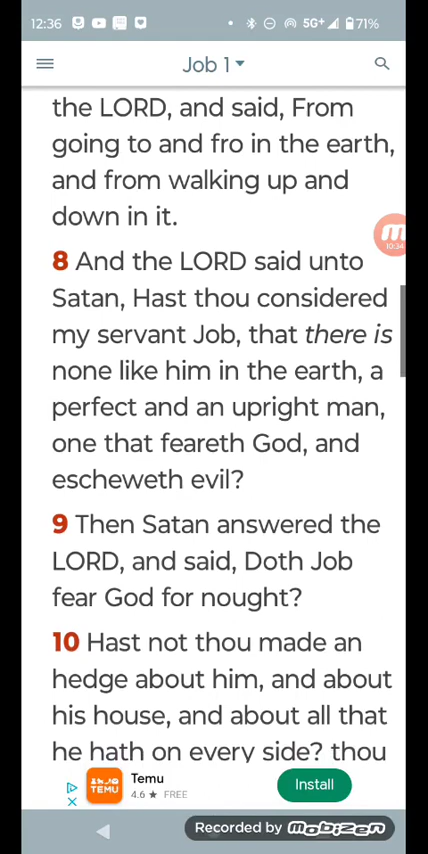 12:36
5G+
71%
Job 1
the LORD, and said, From
going to and fro in the earth,
and from walking up and
down in it.
10:34
8 And the LORD said unto
Satan, Hast thou considered
my servant Job, that there is
none like him in the earth, a
perfect and an upright man,
one that feareth God, and
escheweth evil?
9 Then Satan answered the
LORD, and said, Doth Job
fear God for nought?
10 Hast not thou made an
hedge about him, and about
his house, and about all that
he hath on every side? thou
TEMU
Temu
4.6 ★ FREE
Install
Recorded by mobizen